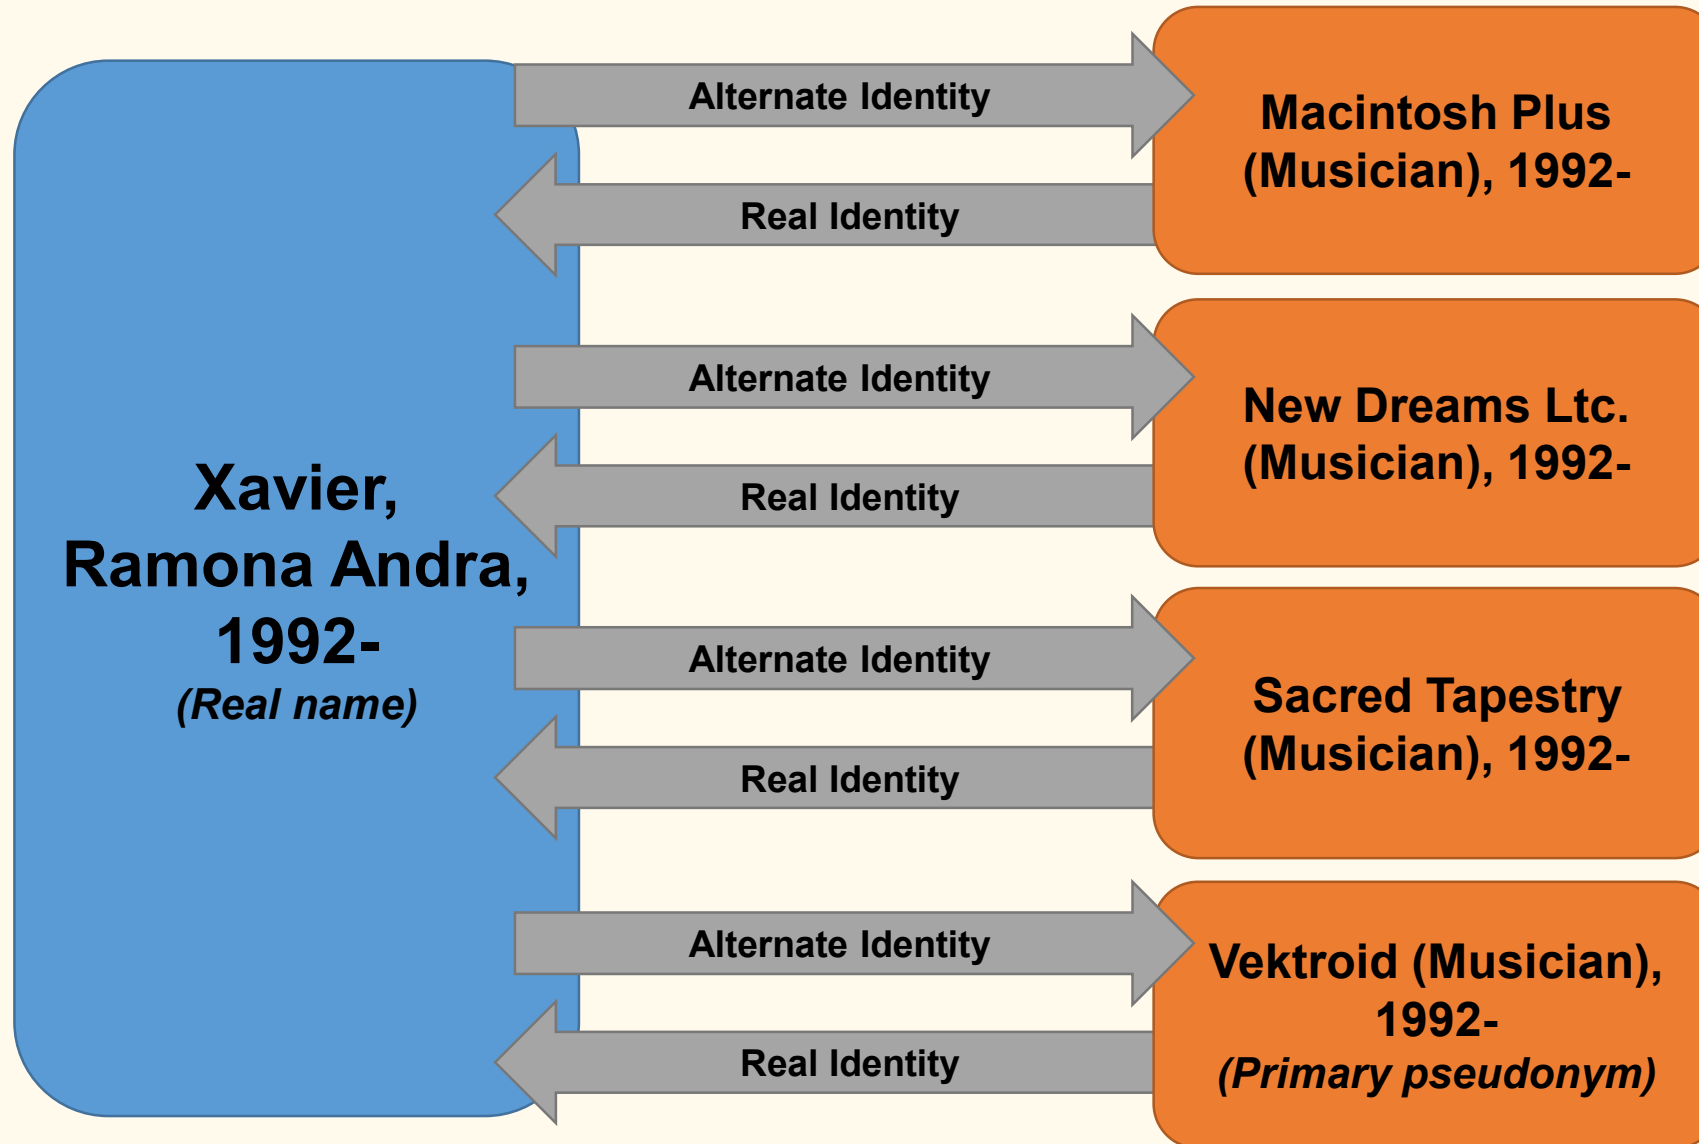 Xavier,
Ramona Andra,
1992-
(Real name)
Alternate Identity
Real Identity
Macintosh Plus
(Musician), 1992-
Alternate Identity
Real Identity
New Dreams Ltc.
(Musician), 1992-
Alternate Identity
Real Identity
Sacred Tapestry
(Musician), 1992-
Alternate Identity
Real Identity
Vektroid (Musician),
1992-
(Primary pseudonym)